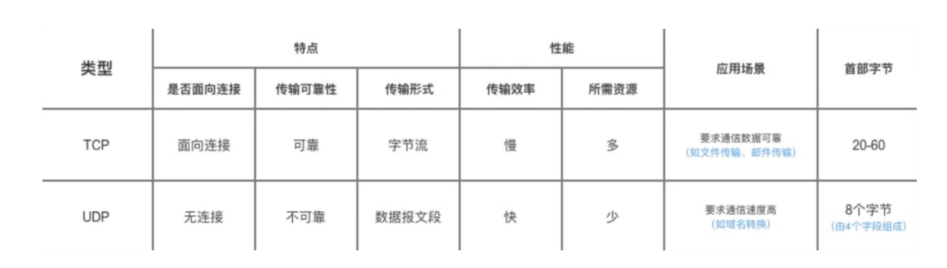 类型
特点
性能
应用场景
首部字节
是否面向连接
传输可靠性
传输形式
传输效率
所需资源
TCP
面向连接
可靠
字节流
慢
多
要求通信数据可靠
(如文件传输、邮件传输)
20-60
UDP
无连接
不可靠
数据报文段
快
少
要求通信速度高
(如域名转换)
8个字节
(由4个字段组成)